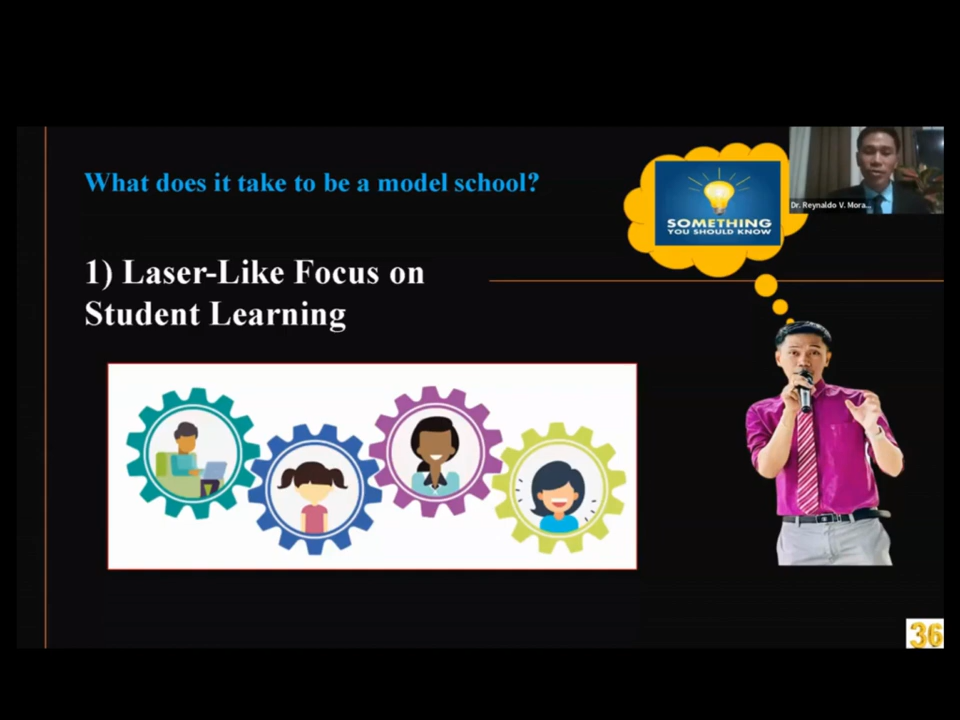 What does it take to be a model school?
SOMETHING
YOU SHOULD KNOW
Dr. Reynaldo V. Mora...
1) Laser-Like Focus on
Student Learning
36